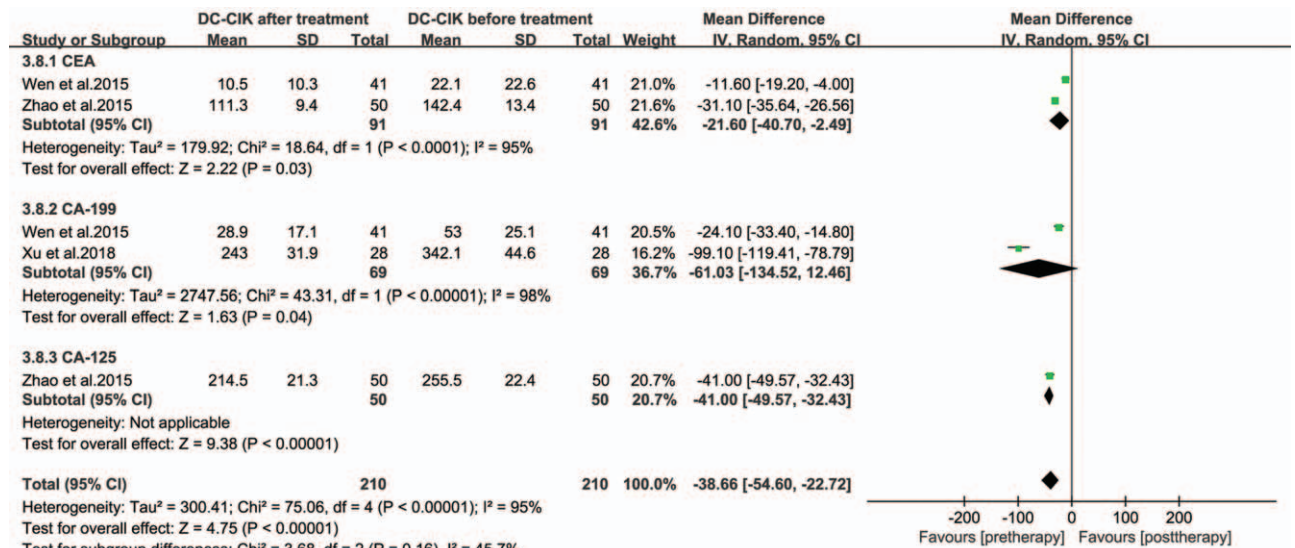 DC-CIK after treatment DC-CIK before treatment Mean Difference Mean Difference
Study or Subgroup Mean SD Total Mean SD Total Weight IV, Random, 95% CI IV, Random, 95% CI
3.8.1 CEA
Wen et al.2015 10.5 10.3 41 22.1 22.6 41 21.0% -11.60 [-19.20, -4.00]
Zhao et al.2015 111.3 9.4 50 142.4 13.4 50 21.6% -31.10 [-35.64, -26.56]
Subtotal (95% CI) 91 91 42.6% -21.60 [-40.70, -2.49]
Heterogeneity: Tau² = 179.92; Chi² = 18.64, df = 1 (P < 0.0001); I² = 95%
Test for overall effect: Z = 2.22 (P = 0.03)
3.8.2 CA-199
Wen et al.2015 28.9 17.1 41 53 25.1 41 20.5% -24.10 [-33.40, -14.80]
Xu et al.2018 243 31.9 28 342.1 44.6 28 16.2% -99.10 [-119.41, -78.79]
Subtotal (95% CI) 69 69 36.7% -61.03 [-134.52, 12.46]
Heterogeneity: Tau² = 2747.56; Chi² = 43.31, df = 1 (P < 0.00001); I² = 98%
Test for overall effect: Z = 1.63 (P = 0.04)
3.8.3 CA-125
Zhao et al.2015 214.5 21.3 50 255.5 22.4 50 20.7% -41.00 [-49.57, -32.43]
Subtotal (95% CI) 50 50 20.7% -41.00 [-49.57, -32.43]
Heterogeneity: Not applicable
Test for overall effect: Z = 9.38 (P < 0.00001)
Total (95% CI) 210 210 100.0% -38.66 [-54.60, -22.72]
Heterogeneity: Tau² = 300.41; Chi² = 75.06, df = 4 (P < 0.00001); I² = 95%
Test for overall effect: Z = 4.75 (P < 0.00001)
Test for subgroup differences: Chi² = 3.68, df = 2 (P = 0.16), I² = 45.7%
-200 -100 0 100 200
Favours [pretherapy] Favours [posttherapy]